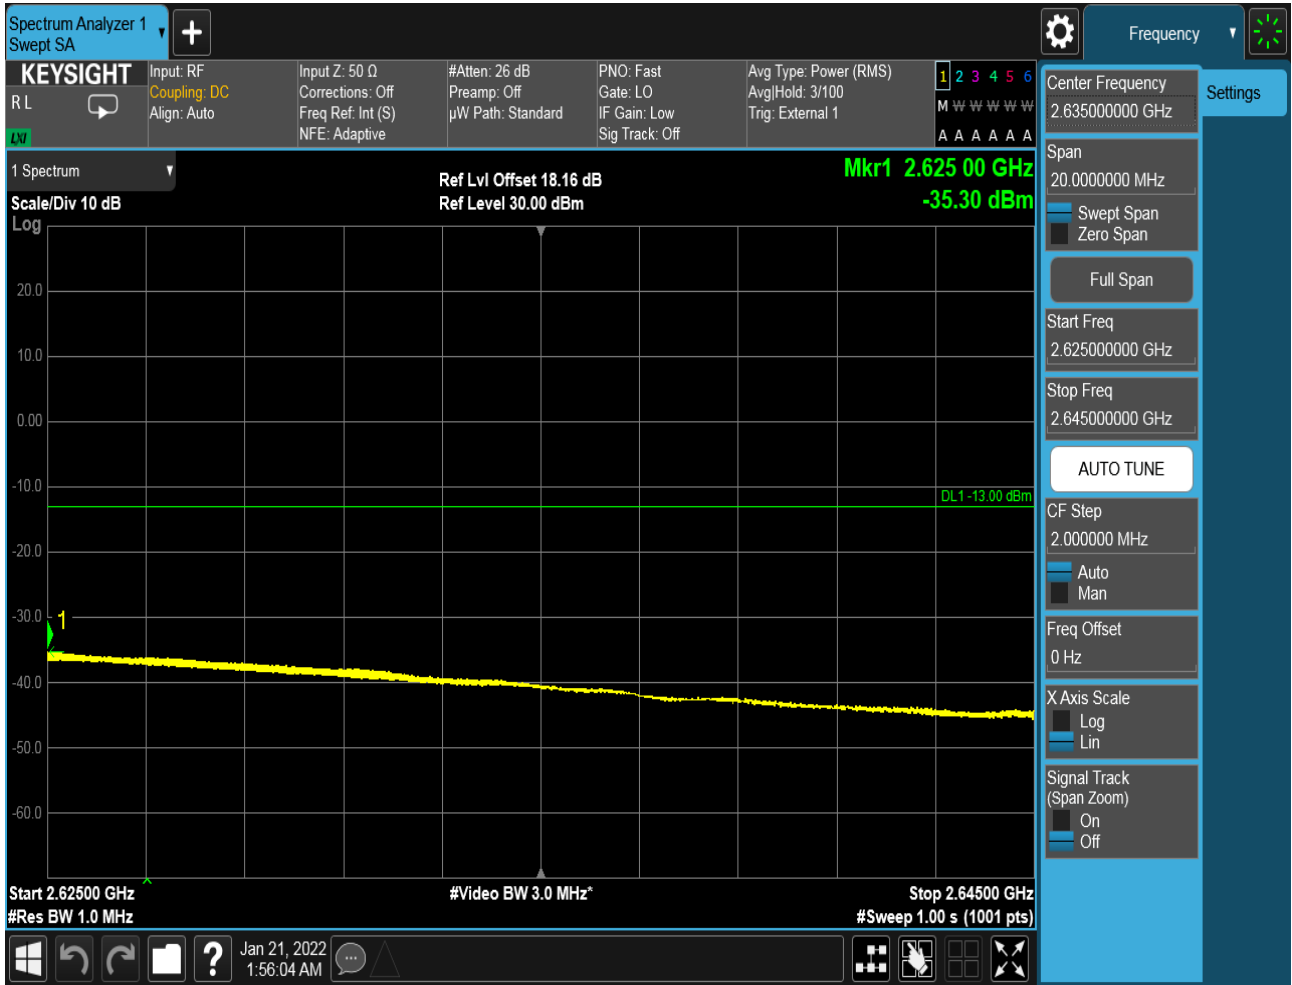 Spectrum Analyzer 1
Swept SA
+
Frequency
KEYSIGHT
R L
LXI
Input: RF
Coupling: DC
Align: Auto
Input Z: 50 Ω
Corrections: Off
Freq Ref: Int (S)
NFE: Adaptive
#Atten: 26 dB
Preamp: Off
µW Path: Standard
PNO: Fast
Gate: LO
IF Gain: Low
Sig Track: Off
Avg Type: Power (RMS)
Avg|Hold: 3/100
Trig: External 1
1 2 3 4 5 6
M W W W W W
A A A A A A
1 Spectrum
Scale/Div 10 dB
Log
Ref Lvl Offset 18.16 dB
Ref Level 30.00 dBm
Mkr1 2.625 00 GHz
-35.30 dBm
20.0
10.0
0.00
-10.0
-20.0
-30.0
-40.0
-50.0
-60.0
DL1 -13.00 dBm
1
Start 2.62500 GHz
#Res BW 1.0 MHz
#Video BW 3.0 MHz*
Stop 2.64500 GHz
#Sweep 1.00 s (1001 pts)
Center Frequency
2.635000000 GHz
Settings
Span
20.0000000 MHz
Swept Span
Zero Span
Full Span
Start Freq
2.625000000 GHz
Stop Freq
2.645000000 GHz
AUTO TUNE
CF Step
2.000000 MHz
Auto
Man
Freq Offset
0 Hz
X Axis Scale
Log
Lin
Signal Track
(Span Zoom)
On
Off
?
Jan 21, 2022
1:56:04 AM